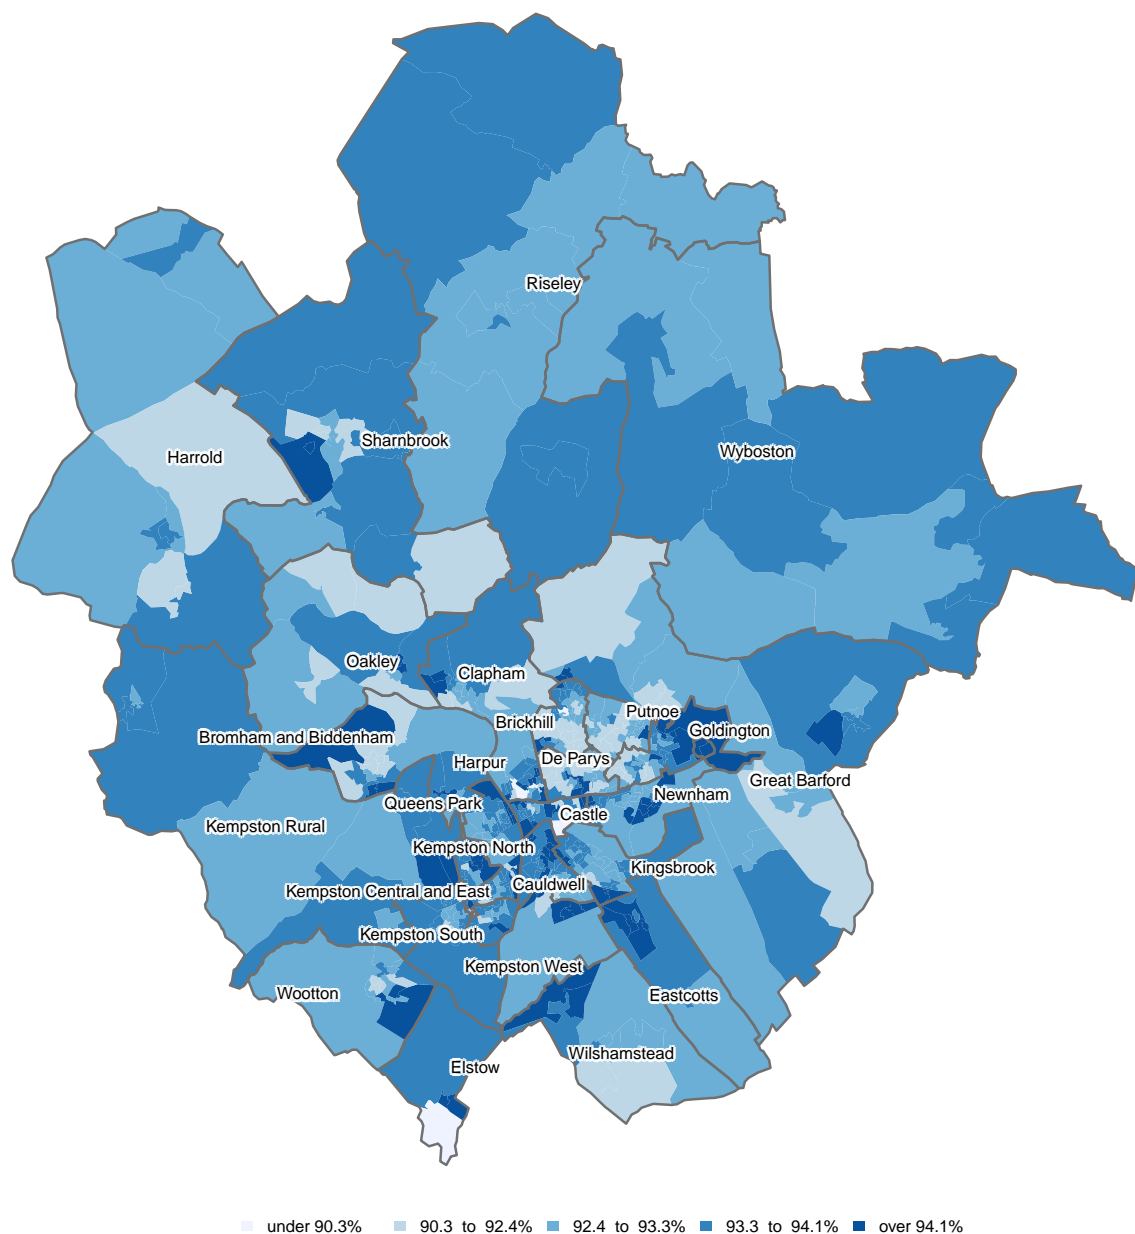 Riseley
Sharnbrook
Wyboston
Harrold
Oakley
Clapham
Putnoe
Brickhill
Goldington
Bromham and Biddenham
De Parys
Harpur
Great Barford
Newnham
Queens Park
Castle
Kempston Rural
Kempston North
Kingsbrook
Cauldwell
Kempston Central and East
Kempston South
Kempston West
Wootton
Eastcotts
Wilshamstead
Elstow
under 90.3% 90.3 to 92.4% 92.4 to 93.3% 93.3 to 94.1% over 94.1%